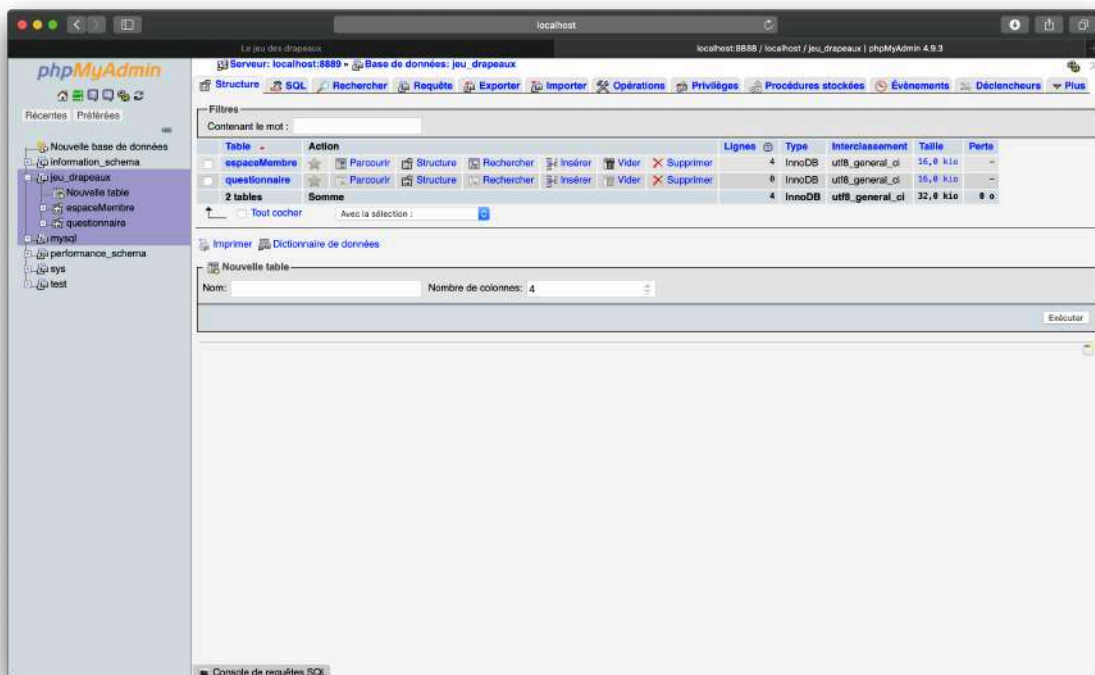 localhost
Le jeu des drapeaux
localhost:8888 / localhost / jeu_drapeaux | phpMyAdmin 4.9.3
phpMyAdmin
Récentes Préférées
Nouvelle base de données
information_schema
jeu_drapeaux
Nouvelle table
espaceMembre
questionnaire
mysql
performance_schema
sys
test
Serveur: localhost:8889 » Base de données: jeu_drapeaux
Structure SQL Rechercher Requête Exporter Importer Opérations Privilèges Procédures stockées Évènements Déclencheurs Plus
Filtres
Contenant le mot :
Table Action Lignes Type Interclassement Taille Perte
espaceMembre Parcourir Structure Rechercher Insérer Vider Supprimer 4 InnoDB utf8_general_ci 16,0 kio -
questionnaire Parcourir Structure Rechercher Insérer Vider Supprimer 0 InnoDB utf8_general_ci 16,0 kio -
2 tables Somme 4 InnoDB utf8_general_ci 32,0 kio 0 o
Tout cocher Avec la sélection :
Imprimer Dictionnaire de données
Nouvelle table
Nom: Nombre de colonnes: 4
Exécuter
Console de requêtes SQL